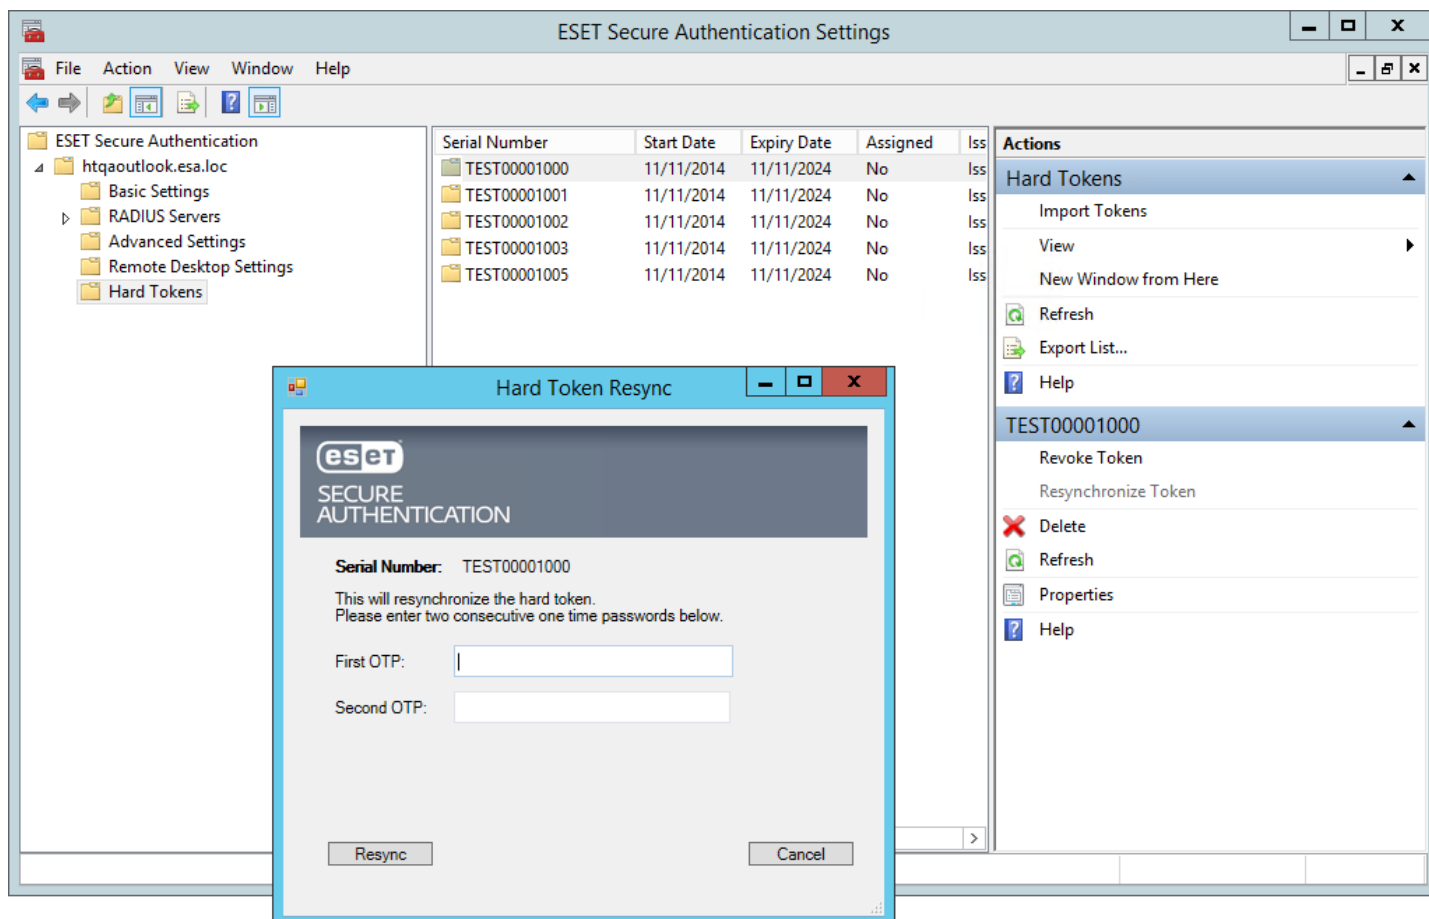 ESET Secure Authentication Settings
File Action View Window Help
ESET Secure Authentication
htqaoutlook.esa.loc
Basic Settings
RADIUS Servers
Advanced Settings
Remote Desktop Settings
Hard Tokens
Serial Number Start Date Expiry Date Assigned Iss
TEST00001000 11/11/2014 11/11/2024 No Iss
TEST00001001 11/11/2014 11/11/2024 No Iss
TEST00001002 11/11/2014 11/11/2024 No Iss
TEST00001003 11/11/2014 11/11/2024 No Iss
TEST00001005 11/11/2014 11/11/2024 No Iss
Actions
Hard Tokens
Import Tokens
View
New Window from Here
Refresh
Export List...
Help
TEST00001000
Revoke Token
Resynchronize Token
Delete
Refresh
Properties
Help
Hard Token Resync
eset
SECURE
AUTHENTICATION
Serial Number: TEST00001000
This will resynchronize the hard token.
Please enter two consecutive one time passwords below.
First OTP:
Second OTP:
Resync Cancel